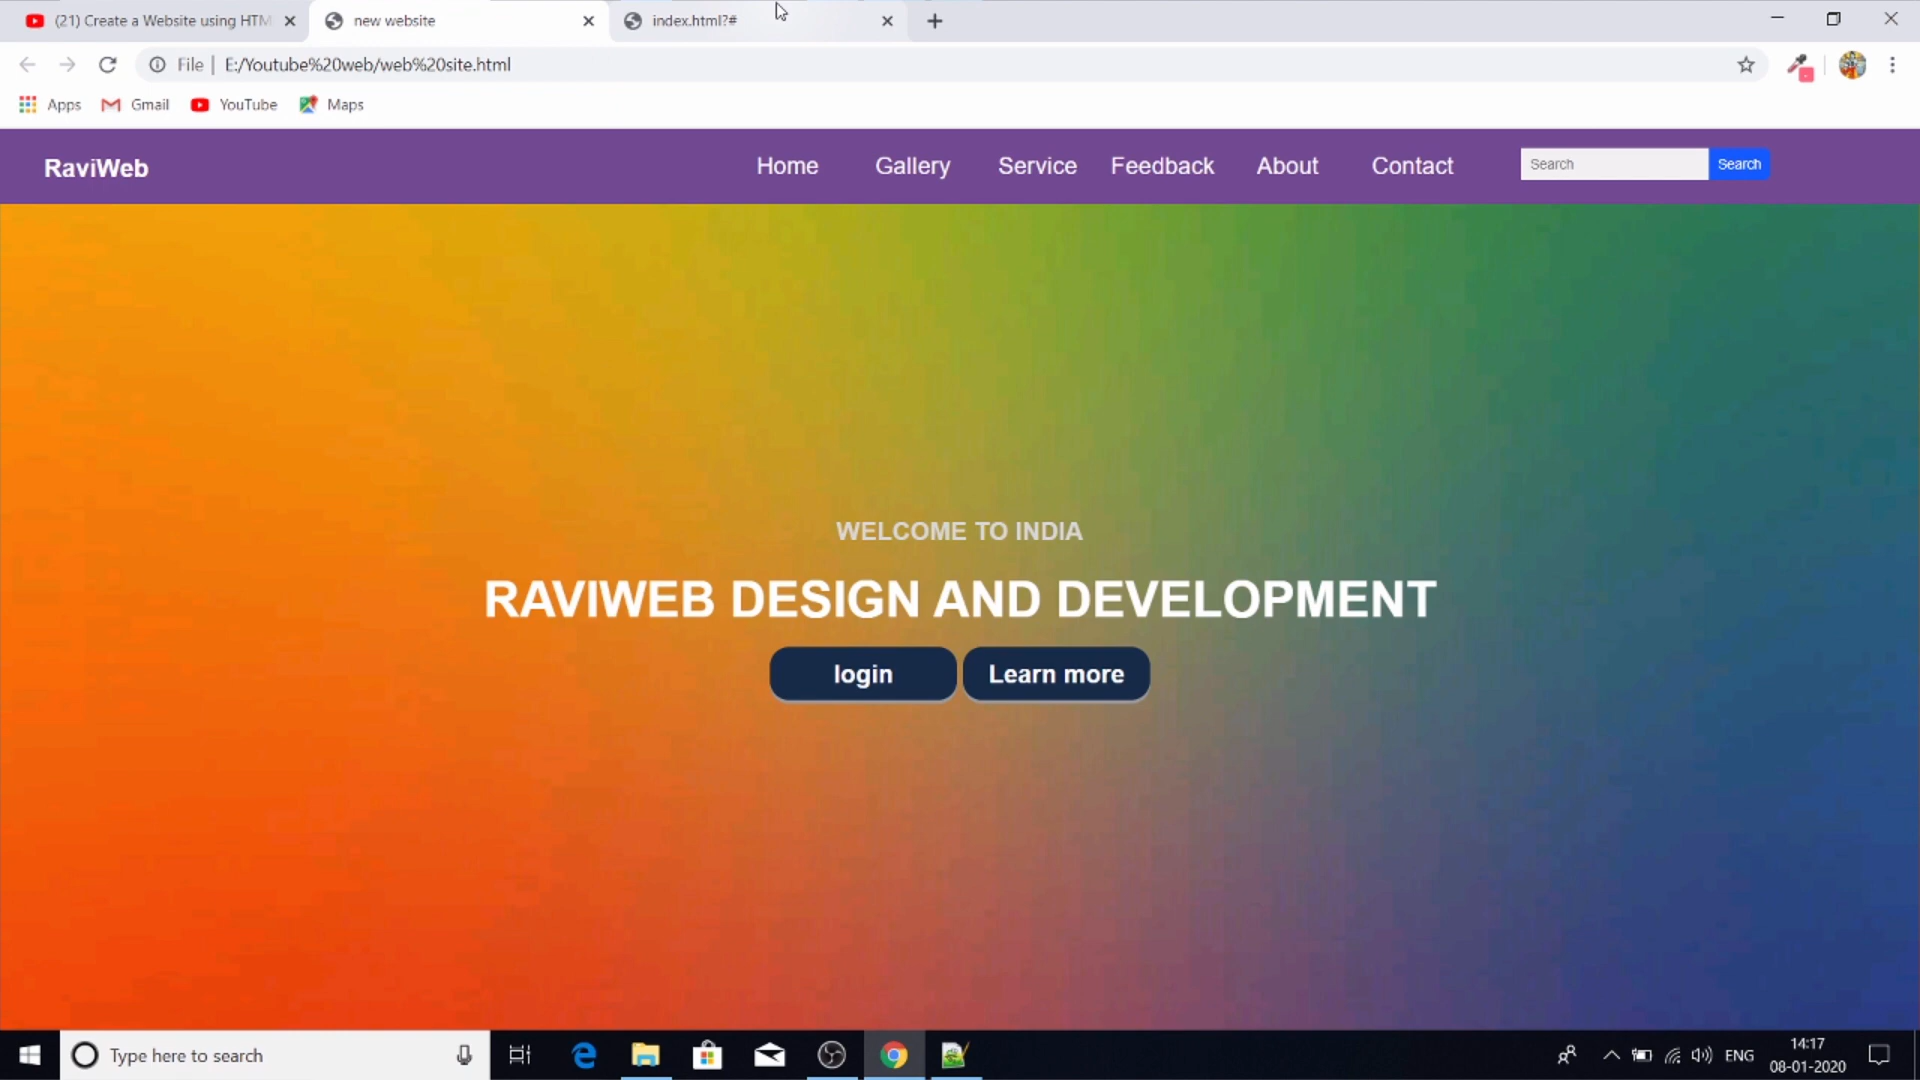 (21) Create a Website using HTM
new website
index.html?#
File | E:/Youtube%20web/web%20site.html
Apps
Gmail
YouTube
Maps
RaviWeb
Home
Gallery
Service
Feedback
About
Contact
Search
Search
WELCOME TO INDIA
RAVIWEB DESIGN AND DEVELOPMENT
login
Learn more
Type here to search
ENG
14:17
08-01-2020